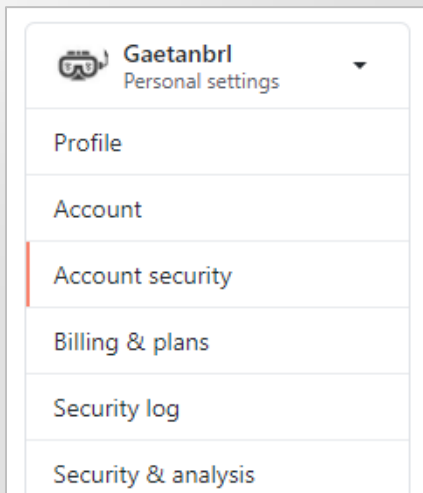 Gaetanbrl
Personal settings
Profile
Account
Account security
Billing & plans
Security log
Security & analysis